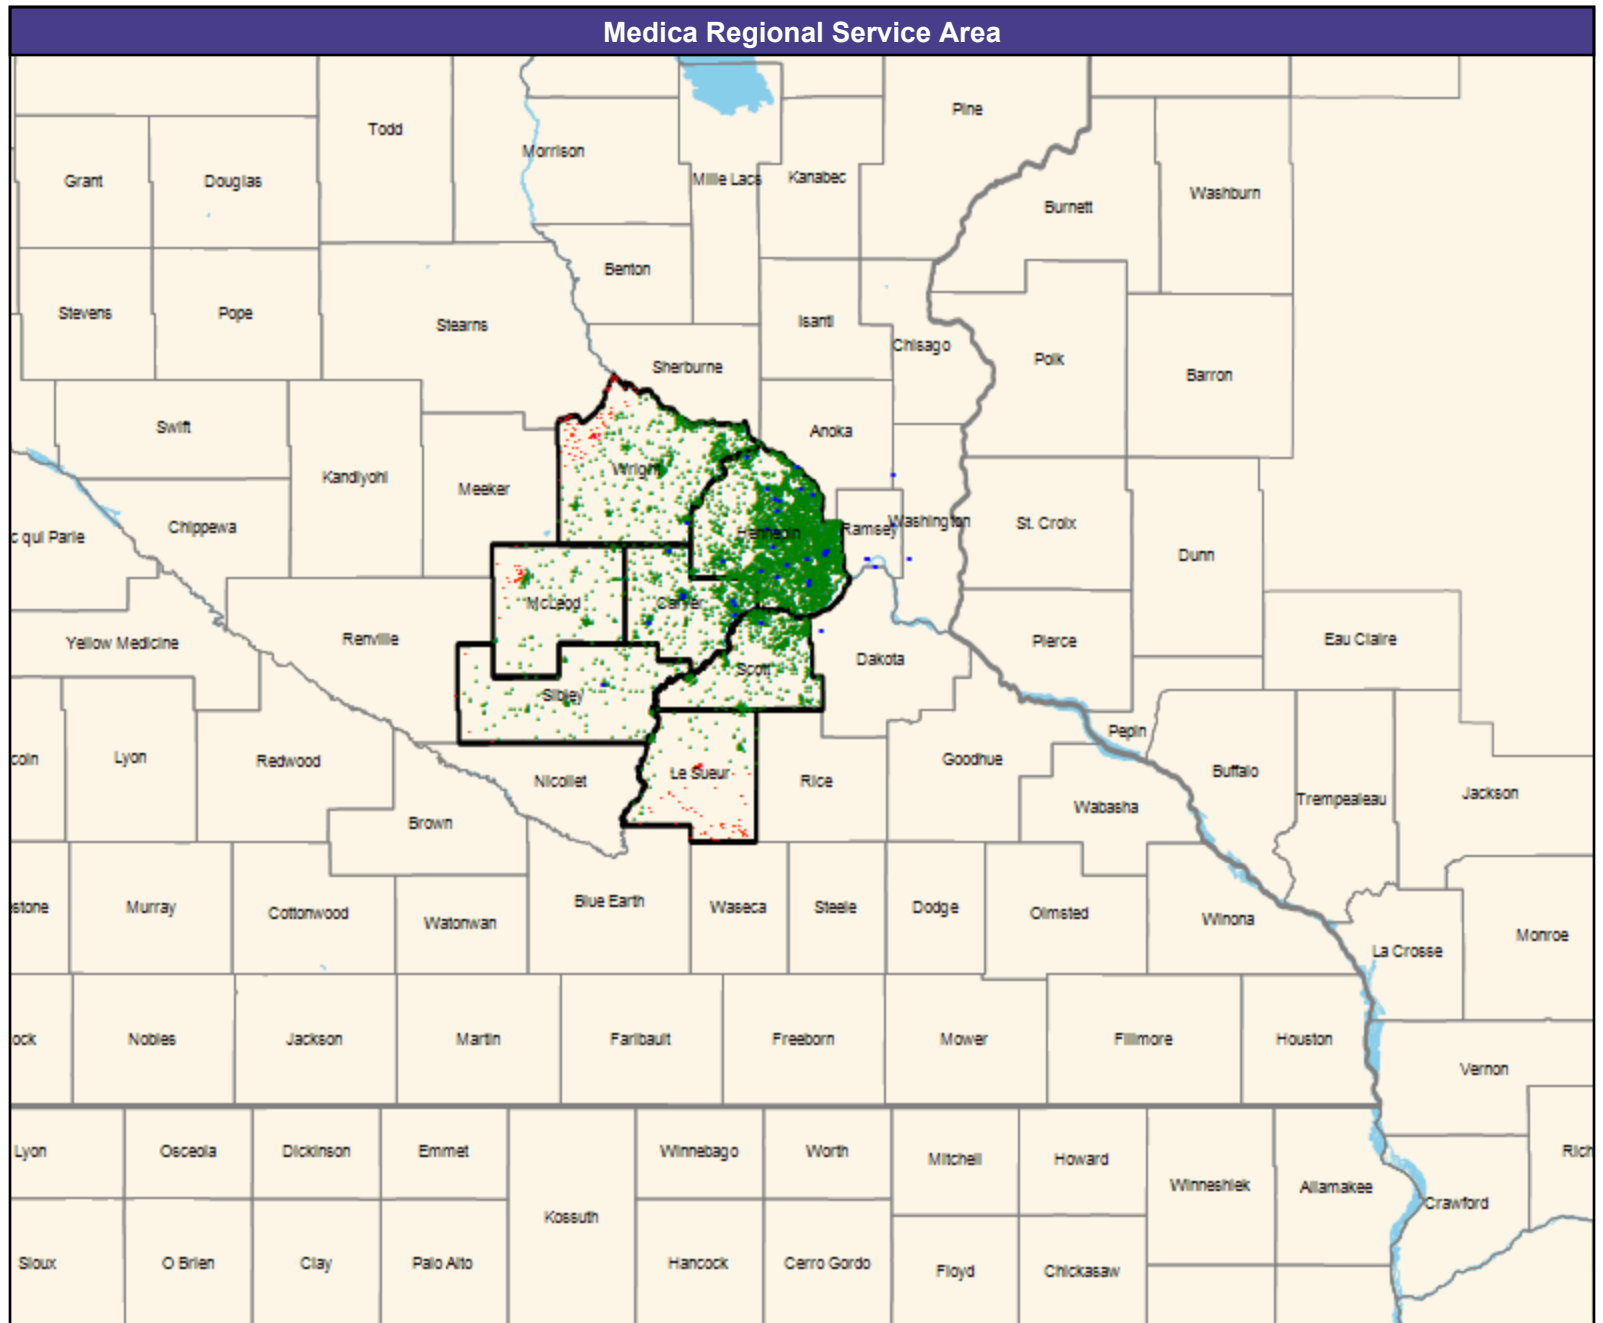 Medica Regional Service Area
Pine
Todd
Morrison
Mille Lacs
Kanabec
Grant
Douglas
Washburn
Burnett
Benton
Stevens
Pope
Stearns
Isanti
Chisago
Polk
Barron
Sherburne
Swift
Anoka
Wright
Kandiyohi
Meeker
Chippewa
c qui Parle
Hennepin
Ramsey
Washington
St. Croix
Dunn
McLeod
Carver
Yellow Medicine
Renville
Pierce
Eau Claire
Scott
Dakota
Sibley
coln
Lyon
Redwood
Nicollet
Le Sueur
Rice
Goodhue
Pepin
Buffalo
Trempealeau
Jackson
Wabasha
Brown
stone
Murray
Cottonwood
Watonwan
Blue Earth
Waseca
Steele
Dodge
Olmsted
Winona
La Crosse
Monroe
ock
Nobles
Jackson
Martin
Faribault
Freeborn
Mower
Fillmore
Houston
Vernon
Lyon
Osceola
Dickinson
Emmet
Winnebago
Worth
Mitchell
Howard
Winneshiek
Allamakee
Crawford
Rich
Kossuth
Sioux
O Brien
Clay
Palo Alto
Hancock
Cerro Gordo
Floyd
Chickasaw